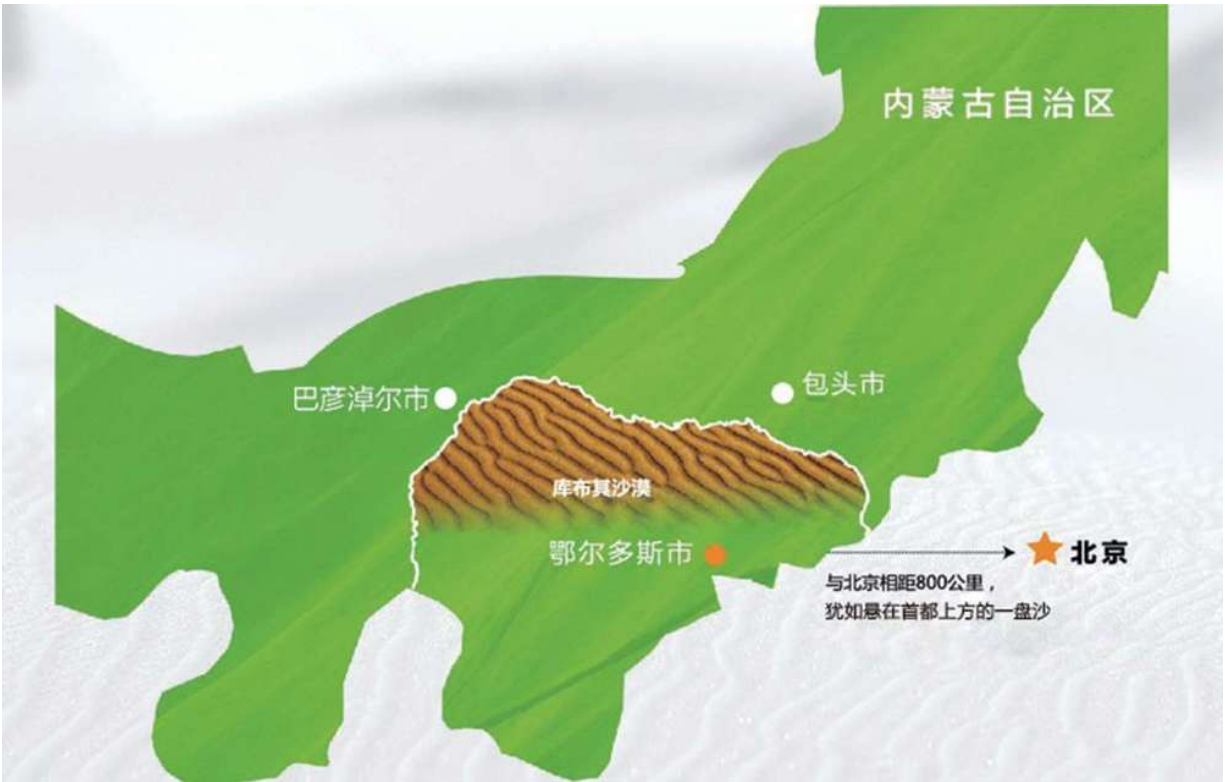 内蒙古自治区
包头市
巴彦淖尔市
库布其沙漠
鄂尔多斯市
北京
与北京相距800公里，
犹如悬在首都上方的一盘沙